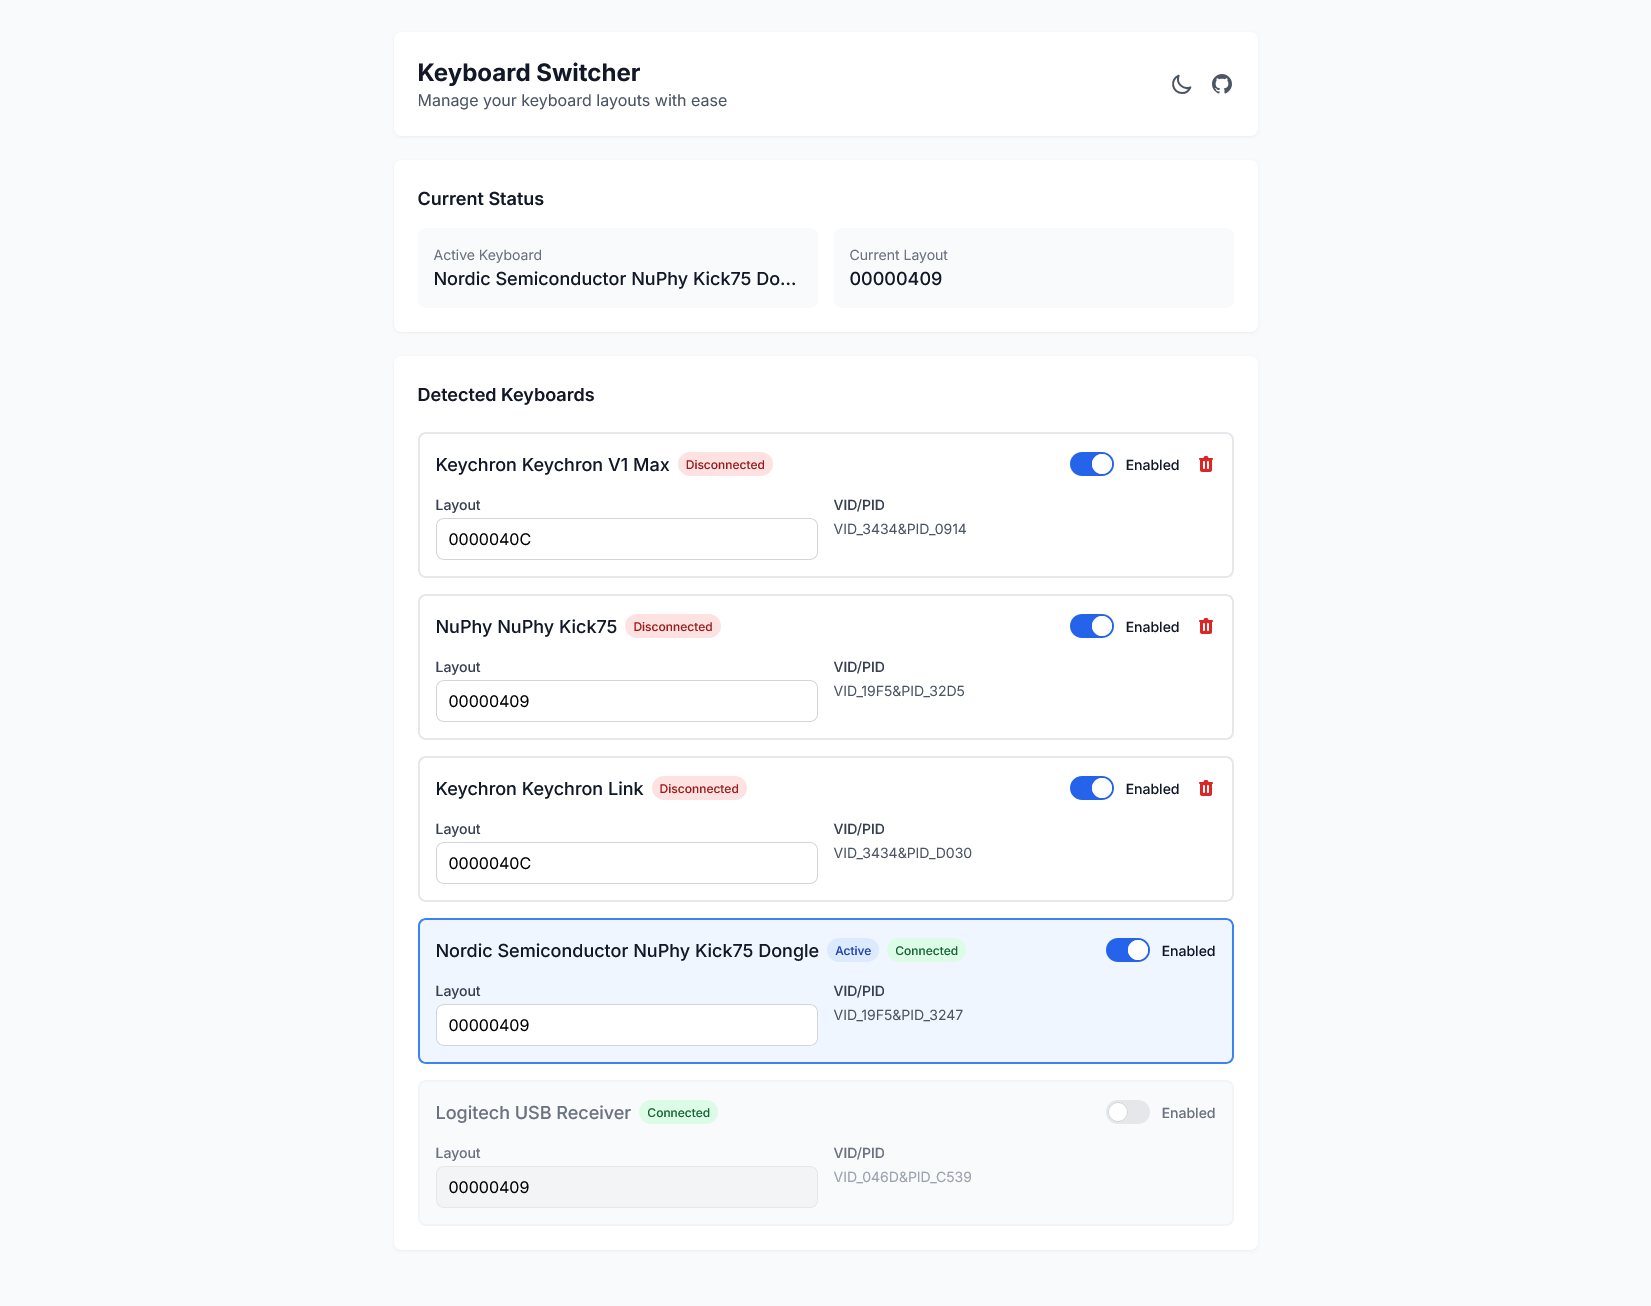 Keyboard Switcher
Manage your keyboard layouts with ease
Current Status
Active Keyboard
Nordic Semiconductor NuPhy Kick75 Do...
Current Layout
00000409
Detected Keyboards
Keychron Keychron V1 Max Disconnected Enabled
Layout VID/PID
0000040C VID_3434&PID_0914
NuPhy NuPhy Kick75 Disconnected Enabled
Layout VID/PID
00000409 VID_19F5&PID_32D5
Keychron Keychron Link Disconnected Enabled
Layout VID/PID
0000040C VID_3434&PID_D030
Nordic Semiconductor NuPhy Kick75 Dongle Active Connected Enabled
Layout VID/PID
00000409 VID_19F5&PID_3247
Logitech USB Receiver Connected Enabled
Layout VID/PID
00000409 VID_046D&PID_C539